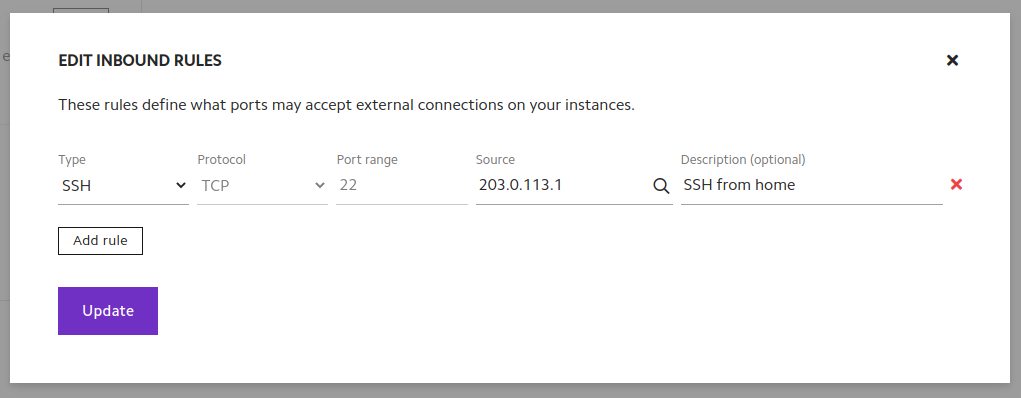 e
EDIT INBOUND RULES
These rules define what ports may accept external connections on your instances.
Type Protocol Port range Source Description (optional)
SSH TCP 22 203.0.113.1 SSH from home
Add rule
Update